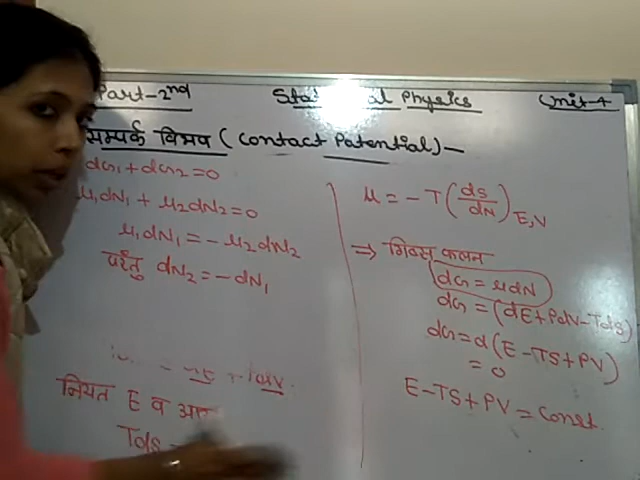 Part-2nd Physics Unit-4
सम्पर्क विभव (Contact Potential) —
dG₁ + dG₂ = 0
μ₁dN₁ + μ₂dN₂ = 0
μ₁dN₁ = - μ₂dN₂
परंतु dN₂ = - dN₁
नियत E व
Tds
μ = - T(ds/dN)E,V
⇒ गिब्स फलन
dG = μdN
dG = (dE + PdV - Tds)
dG = d(E - TS + PV)
= 0
E - TS + PV = Const.